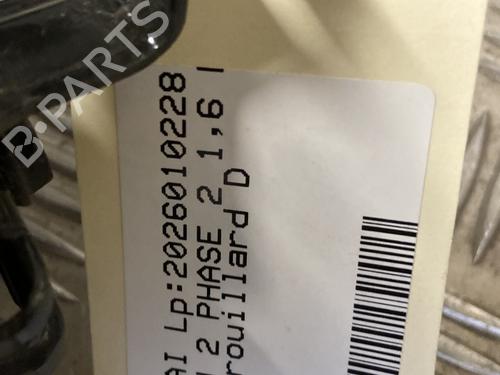 AI Lp:2026010228
2 PHASE 2 1,6
rouillard D
B-PARTS